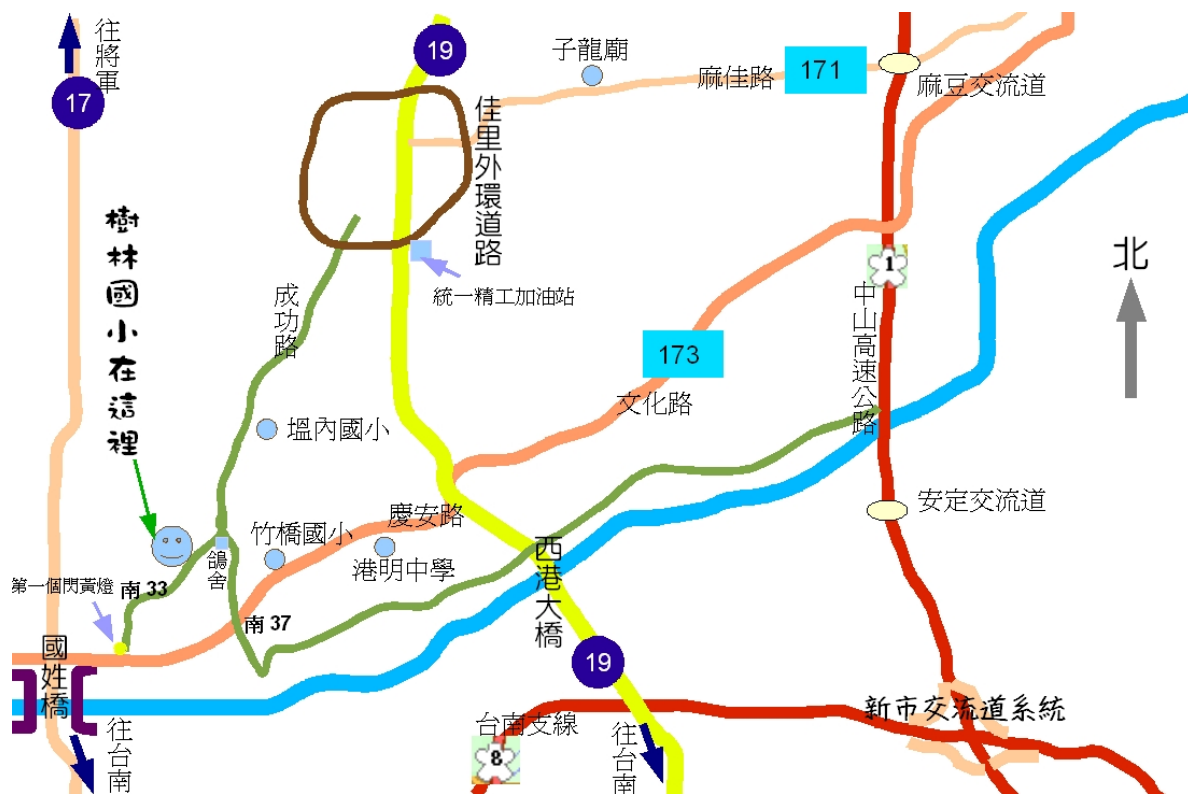 往將軍
17
19
子龍廟
麻佳路
171
麻豆交流道
佳里外環道路
樹林國小在這裡
統一精工加油站
成功路
1
北
中山高速公路
173
文化路
塭內國小
慶安路
竹橋國小
港明中學
鴿舍
安定交流道
西港大橋
第一個閃黃燈
南 33
南 37
國姓橋
19
往台南
台南支線
8
往台南
新市交流道系統